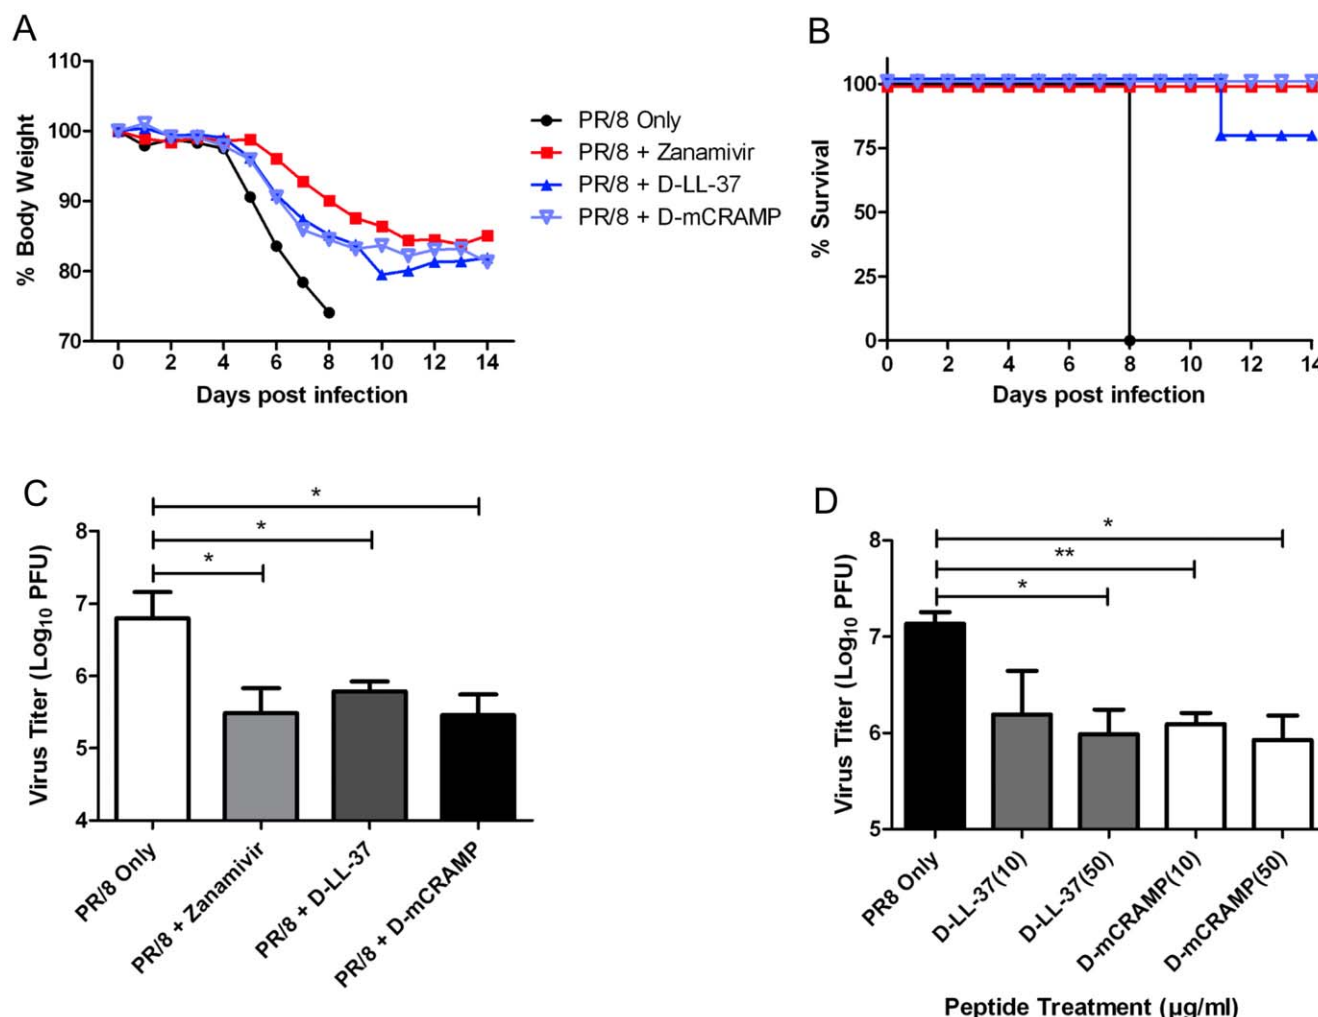 A
110
100
90
80
70
% Body Weight
0 2 4 6 8 10 12 14
Days post infection
PR/8 Only
PR/8 + Zanamivir
PR/8 + D-LL-37
PR/8 + D-mCRAMP
B
100
75
50
25
0
% Survival
0 2 4 6 8 10 12 14
Days post infection
C
8
7
6
5
4
Virus Titer (Log10 PFU)
*
*
*
PR/8 Only
PR/8 + Zanamivir
PR/8 + D-LL-37
PR/8 + D-mCRAMP
D
8
7
6
5
Virus Titer (Log10 PFU)
*
**
*
PR8 Only
D-LL-37(10)
D-LL-37(50)
D-mCRAMP(10)
D-mCRAMP(50)
Peptide Treatment (µg/ml)